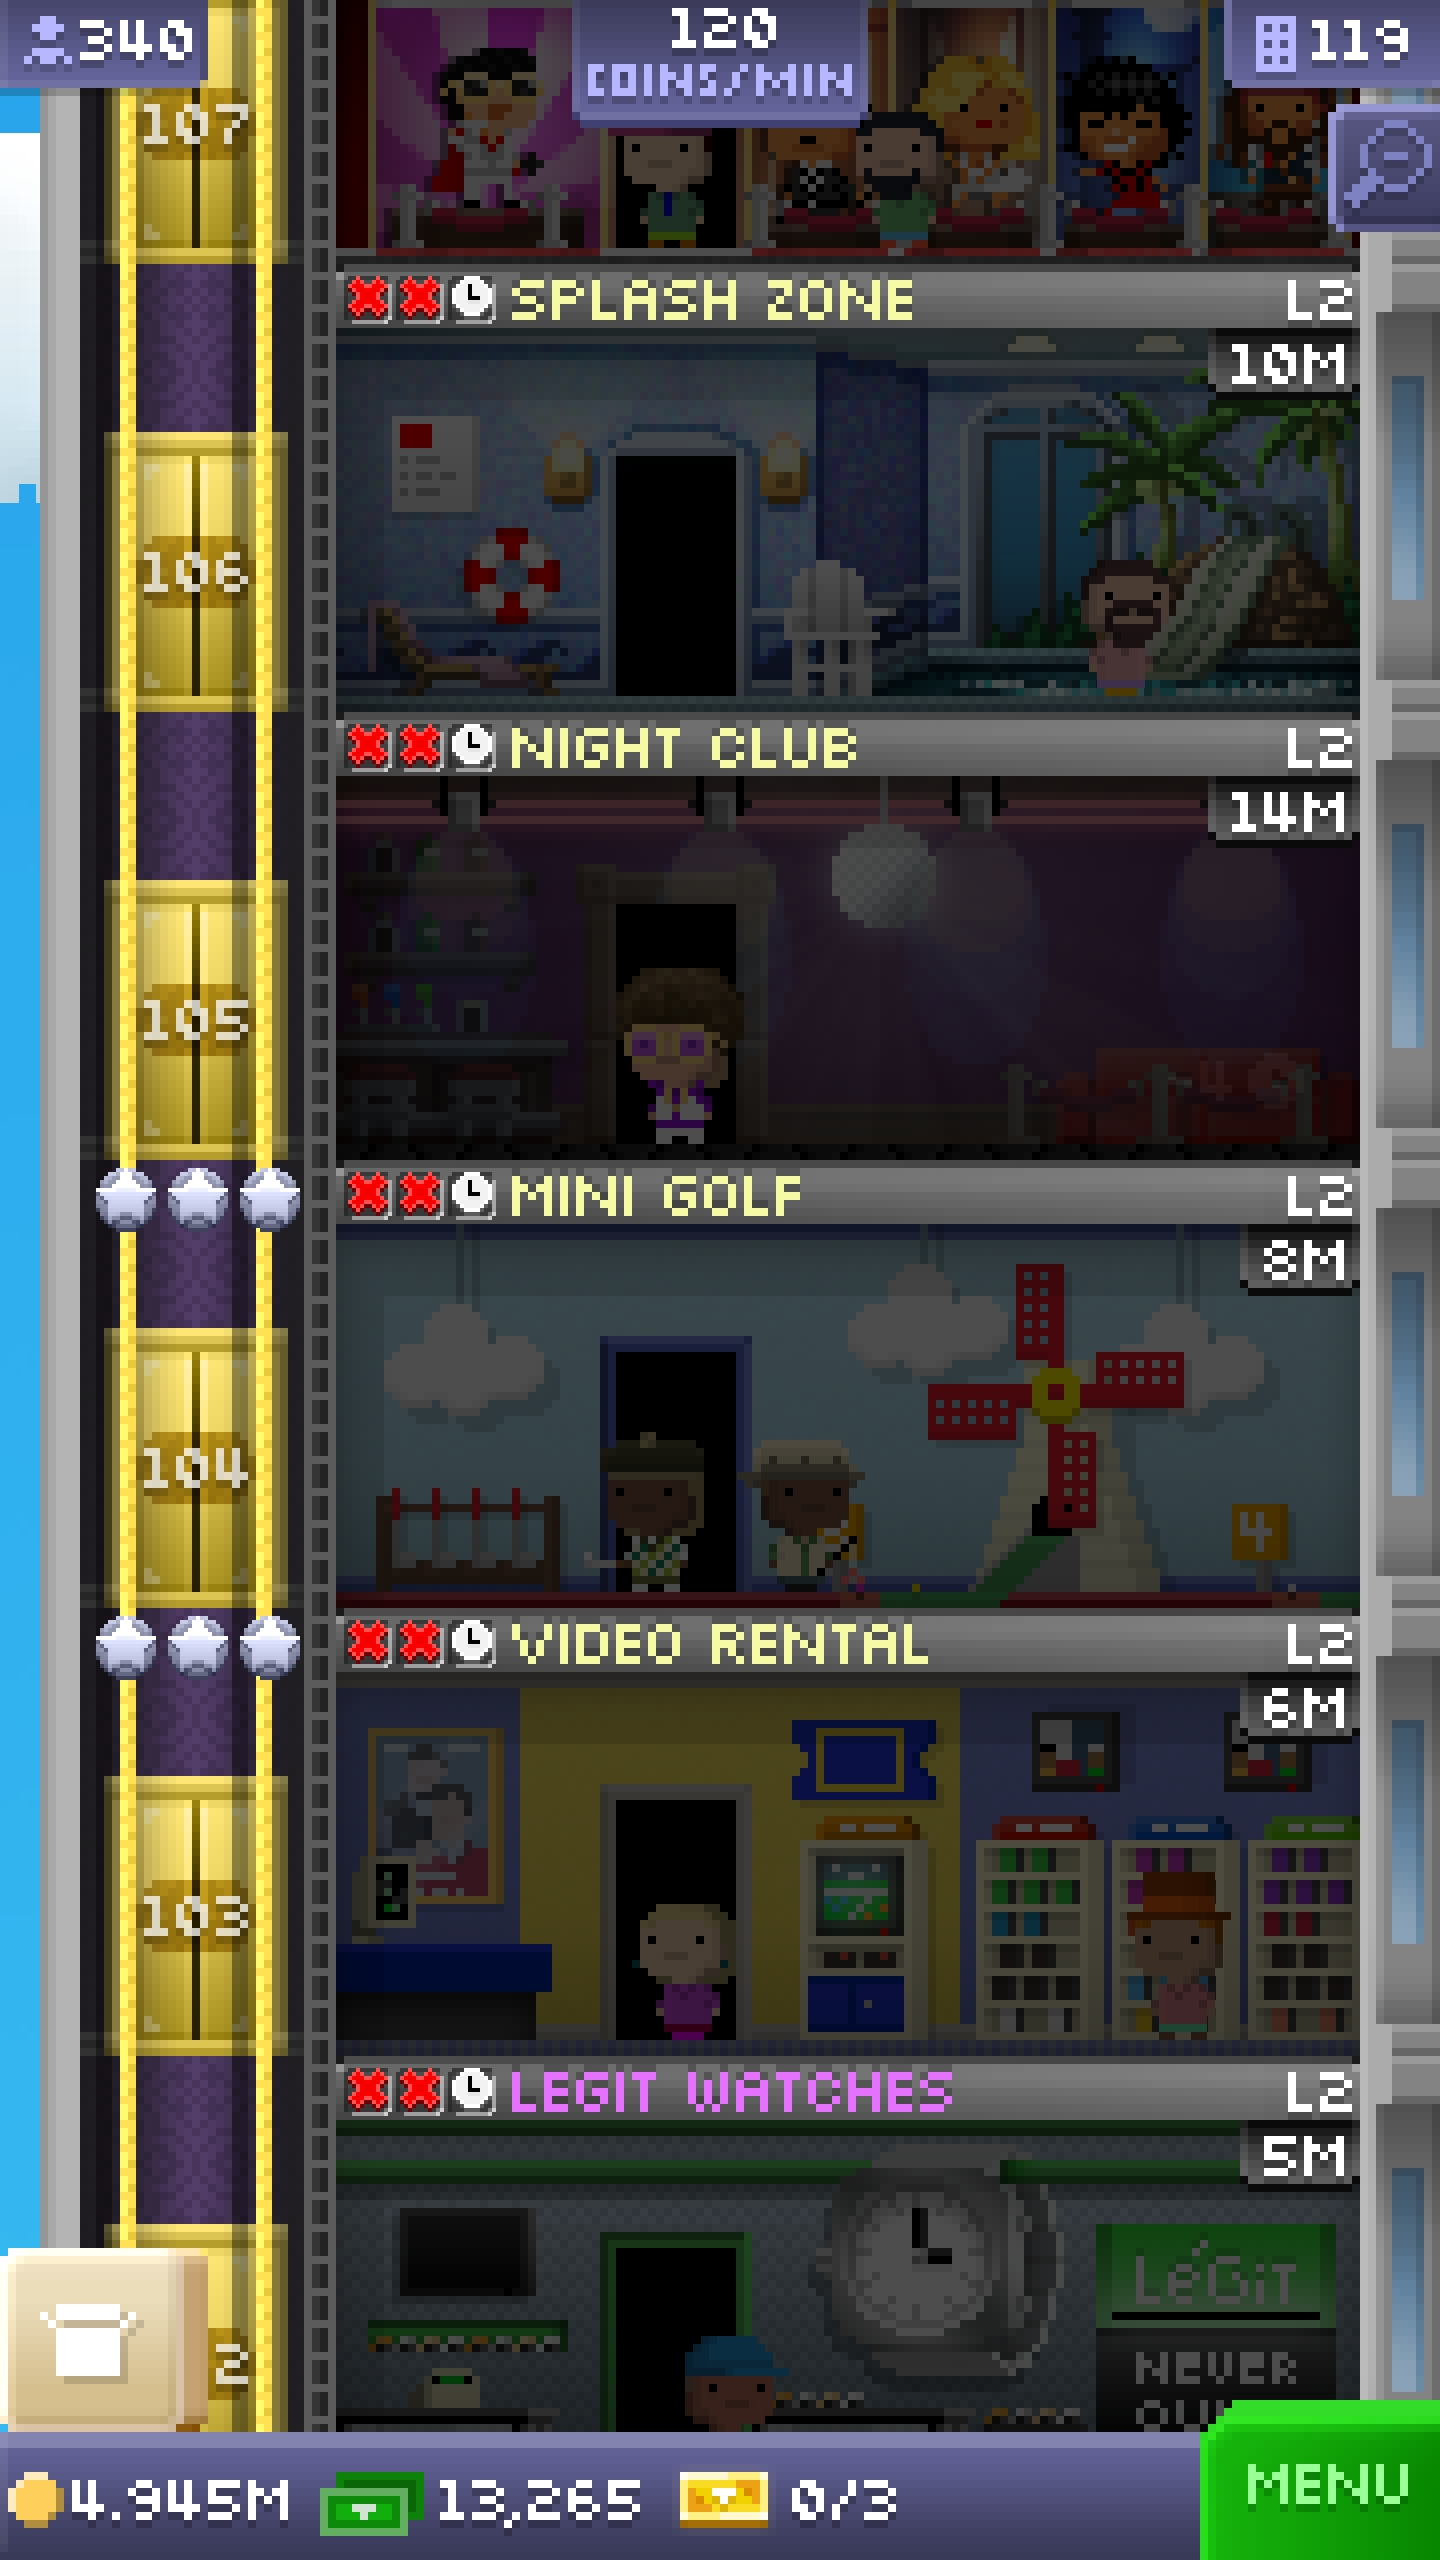 340
120
COINS/MIN
119
107
SPLASH ZONE L2
10M
106
NIGHT CLUB L2
14M
105
MINI GOLF L2
8M
104
4
VIDEO RENTAL L2
6M
103
LEGIT WATCHES L2
5M
LéGiT
NEVER
2
4.945M 13,265 0/3
MENU